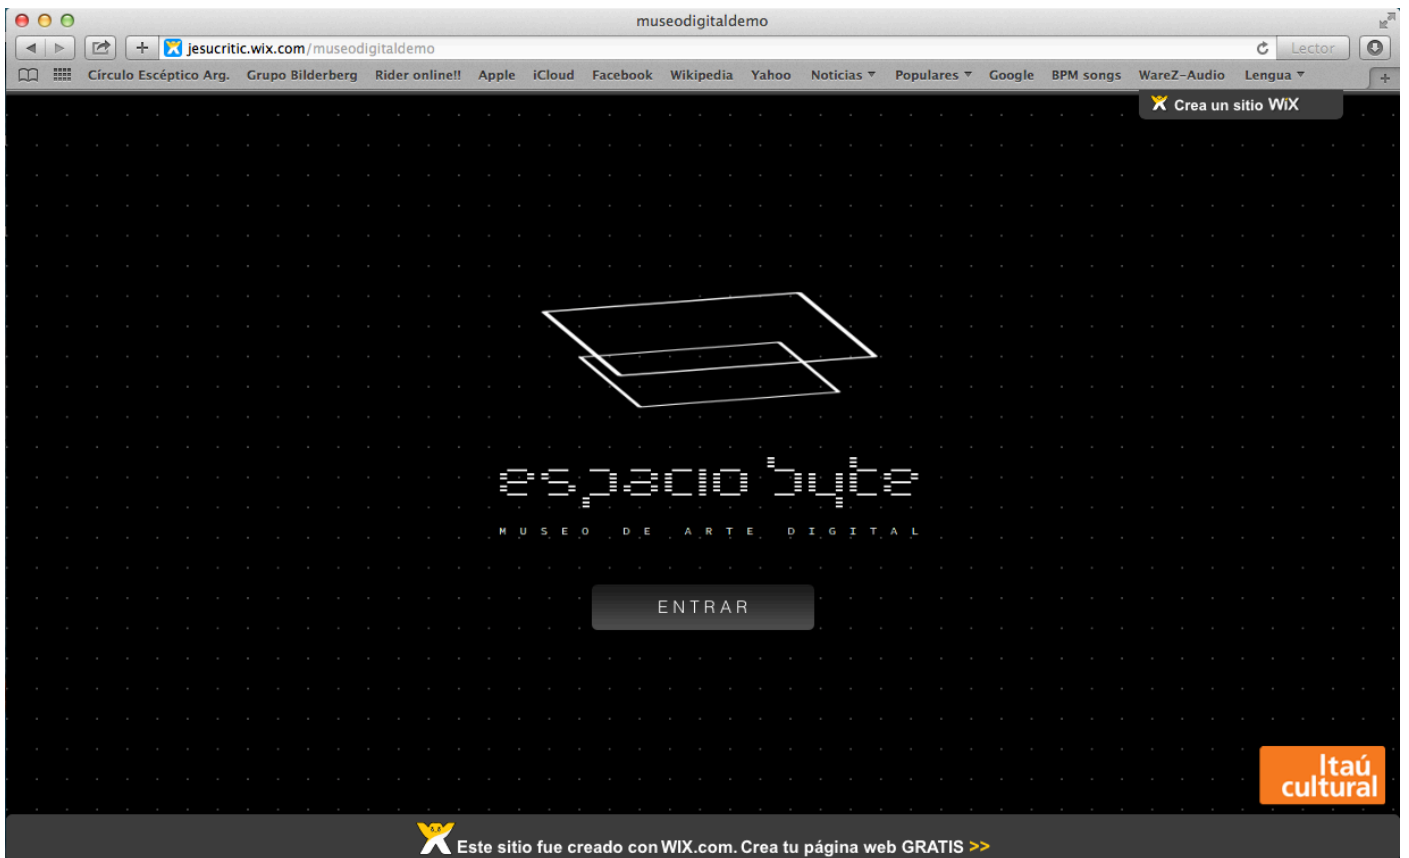 museodigitaldemo
jesucritic.wix.com/museodigitaldemo
Lector
Círculo Escéptico Arg. Grupo Bilderberg Rider online!! Apple iCloud Facebook Wikipedia Yahoo Noticias Populares Google BPM songs WareZ-Audio Lengua
Crea un sitio WiX
espacio byte
MUSEO DE ARTE DIGITAL
ENTRAR
Itaú
cultural
Este sitio fue creado con WIX.com. Crea tu página web GRATIS >>